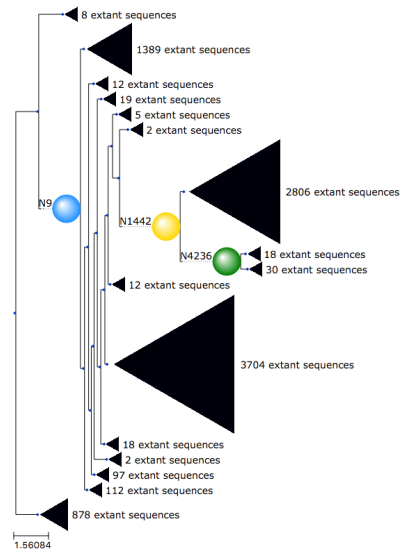 8 extant sequences
1389 extant sequences
12 extant sequences
19 extant sequences
5 extant sequences
2 extant sequences
2806 extant sequences
N9
N1442
N4236
18 extant sequences
30 extant sequences
12 extant sequences
3704 extant sequences
18 extant sequences
2 extant sequences
97 extant sequences
112 extant sequences
878 extant sequences
1.56084